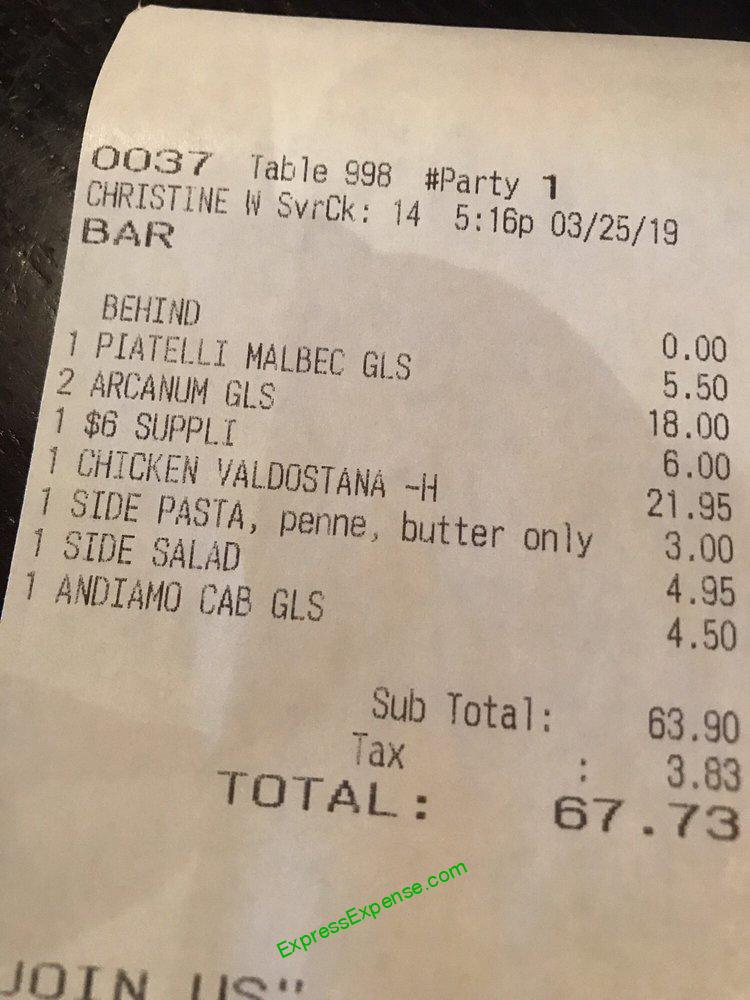 0037 Table 998 #Party 1
CHRISTINE W SvrCk: 14 5:16p 03/25/19
BAR
BEHIND 0.00
1 PIATELLI MALBEC GLS 5.50
2 ARCANUM GLS 18.00
1 $6 SUPPLI 6.00
1 CHICKEN VALDOSTANA -H 21.95
1 SIDE PASTA, penne, butter only 3.00
1 SIDE SALAD 4.95
1 ANDIAMO CAB GLS 4.50
Sub Total: 63.90
Tax : 3.83
TOTAL: 67.73
ExpressExpense.com
JOIN US"